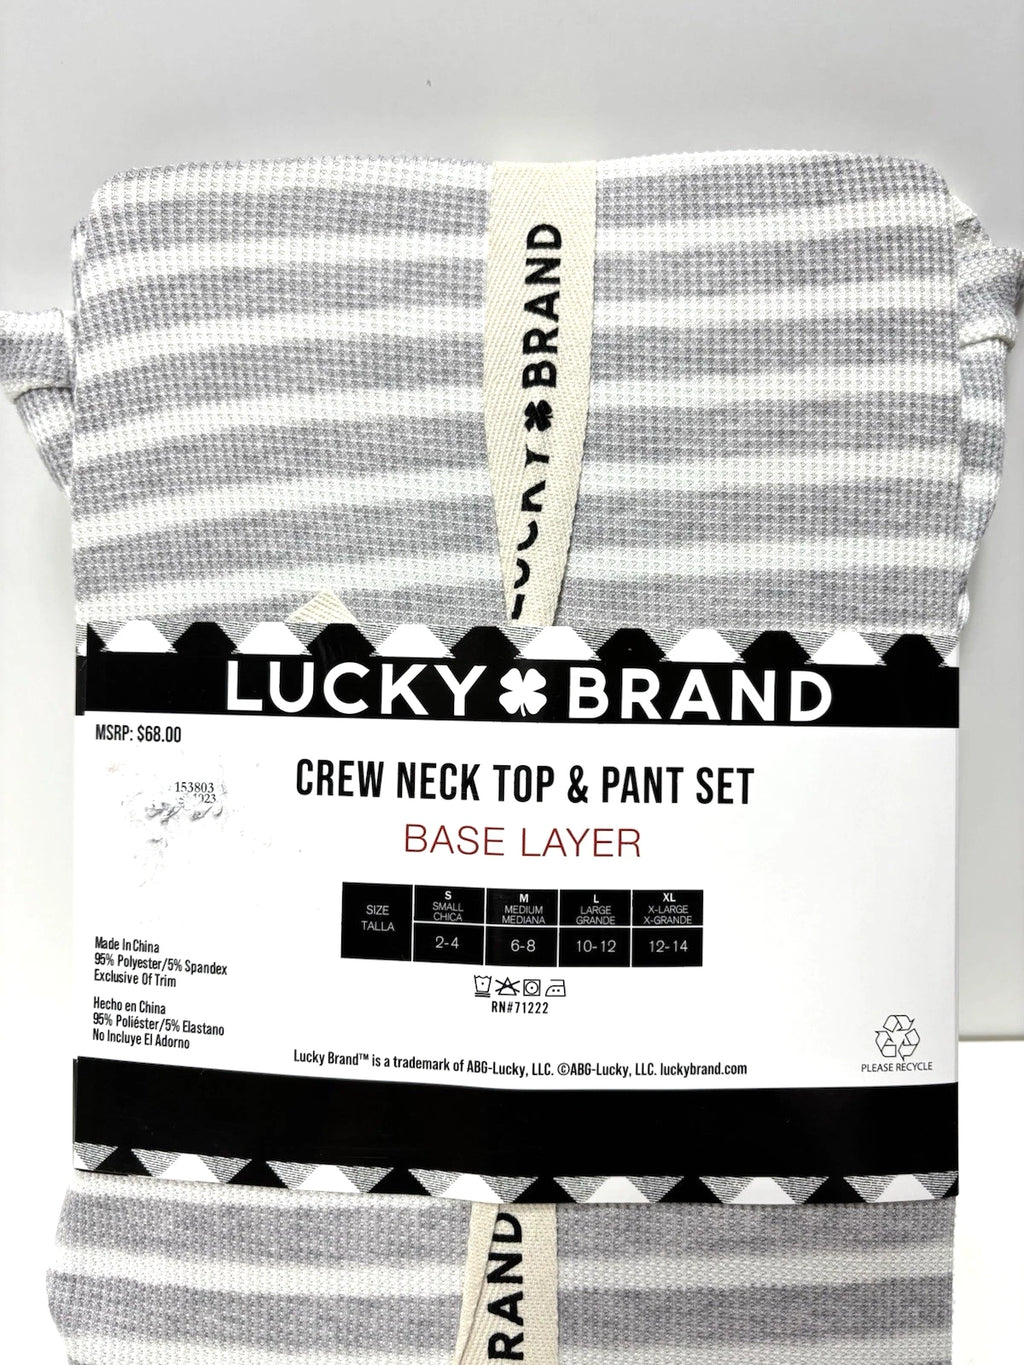 BRAND
LUCKY
LUCKY BRAND
MSRP: $68.00
153803
CREW NECK TOP & PANT SET
BASE LAYER
SIZE
TALLA
S
SMALL
CHICA
2-4
M
MEDIUM
MEDIANA
6-8
L
LARGE
GRANDE
10-12
XL
X-LARGE
X-GRANDE
12-14
RN#71222
Made In China
95% Polyester/5% Spandex
Exclusive Of Trim
Hecho en China
95% Poliéster/5% Elastano
No Incluye El Adorno
Lucky Brand™ is a trademark of ABG-Lucky, LLC. ©ABG-Lucky, LLC. luckybrand.com
PLEASE RECYCLE
RAND